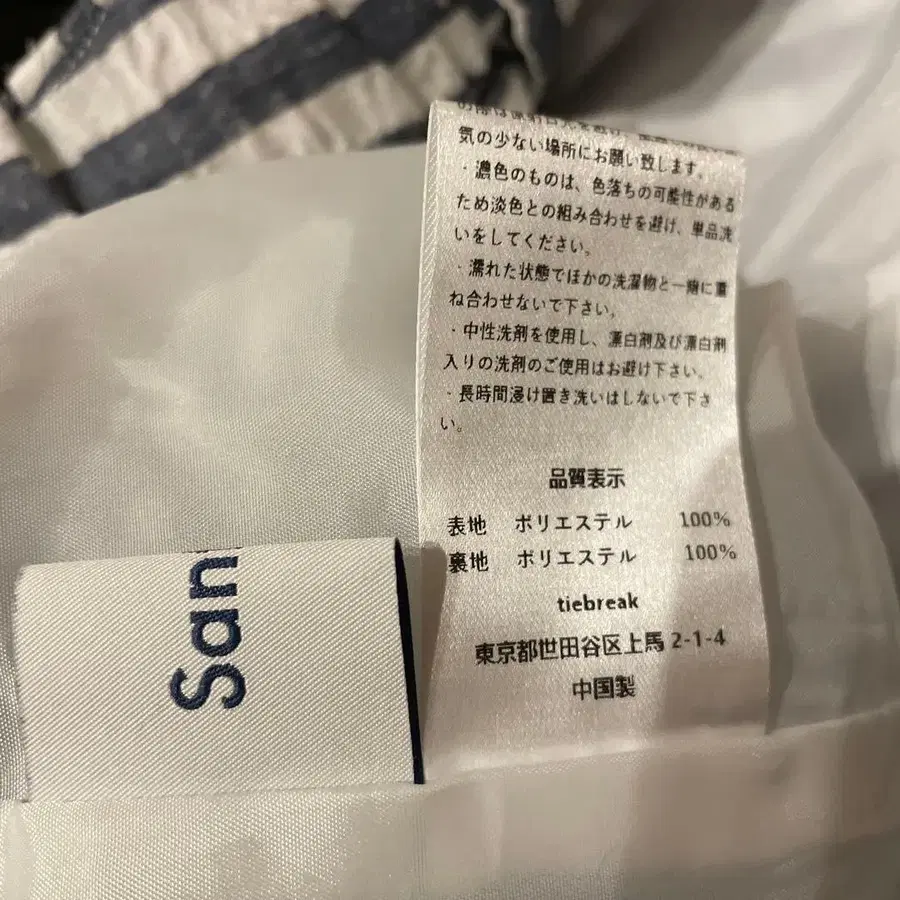 気の少ない場所にお願い致します。
・濃色のものは、色落ちの可能性がある
ため淡色との組み合わせを避け、単品洗
いをしてください。
・濡れた状態でほかの洗濯物と一緒に重
ね合わせないで下さい。
・中性洗剤を使用し、漂白剤及び漂白剤
入りの洗剤のご使用はお避け下さい。
・長時間浸け置き洗いはしないで下さ
い。
品質表示
表地 ポリエステル 100%
裏地 ポリエステル 100%
tiebreak
東京都世田谷区上馬 2-1-4
中国製
San